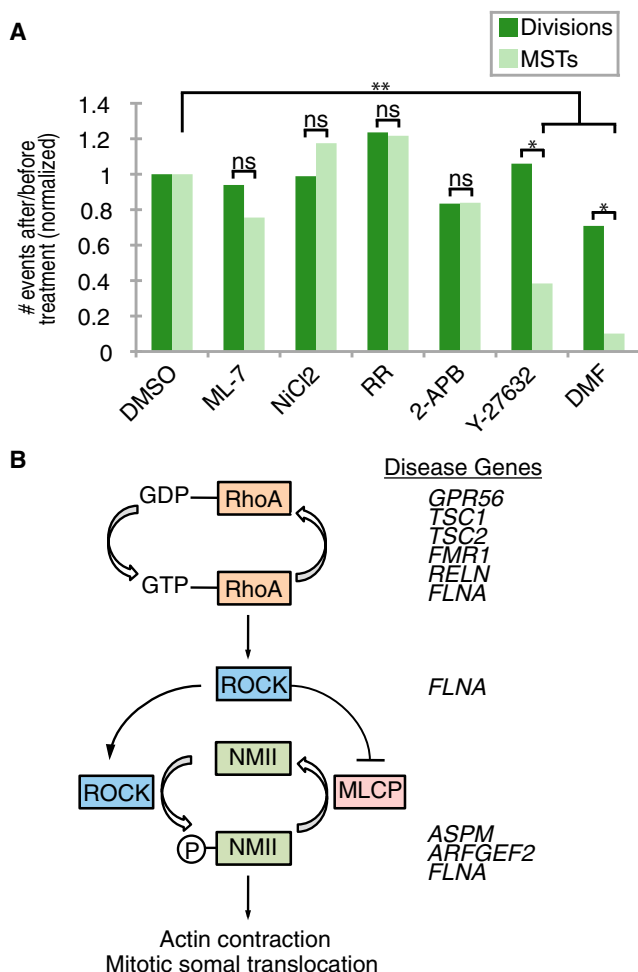 A
Divisions
MSTs
# events after/before
treatment (normalized)
1.4
1.2
1
0.8
0.6
0.4
0.2
0
**
ns
ns
ns
ns
*
*
DMSO
ML-7
NiCl2
RR
2-APB
Y-27632
DMF
B
Disease Genes
GDP
RhoA
GTP
RhoA
GPR56
TSC1
TSC2
FMR1
RELN
FLNA
ROCK
FLNA
NMII
ROCK
MLCP
P
NMII
ASPM
ARFGEF2
FLNA
Actin contraction
Mitotic somal translocation